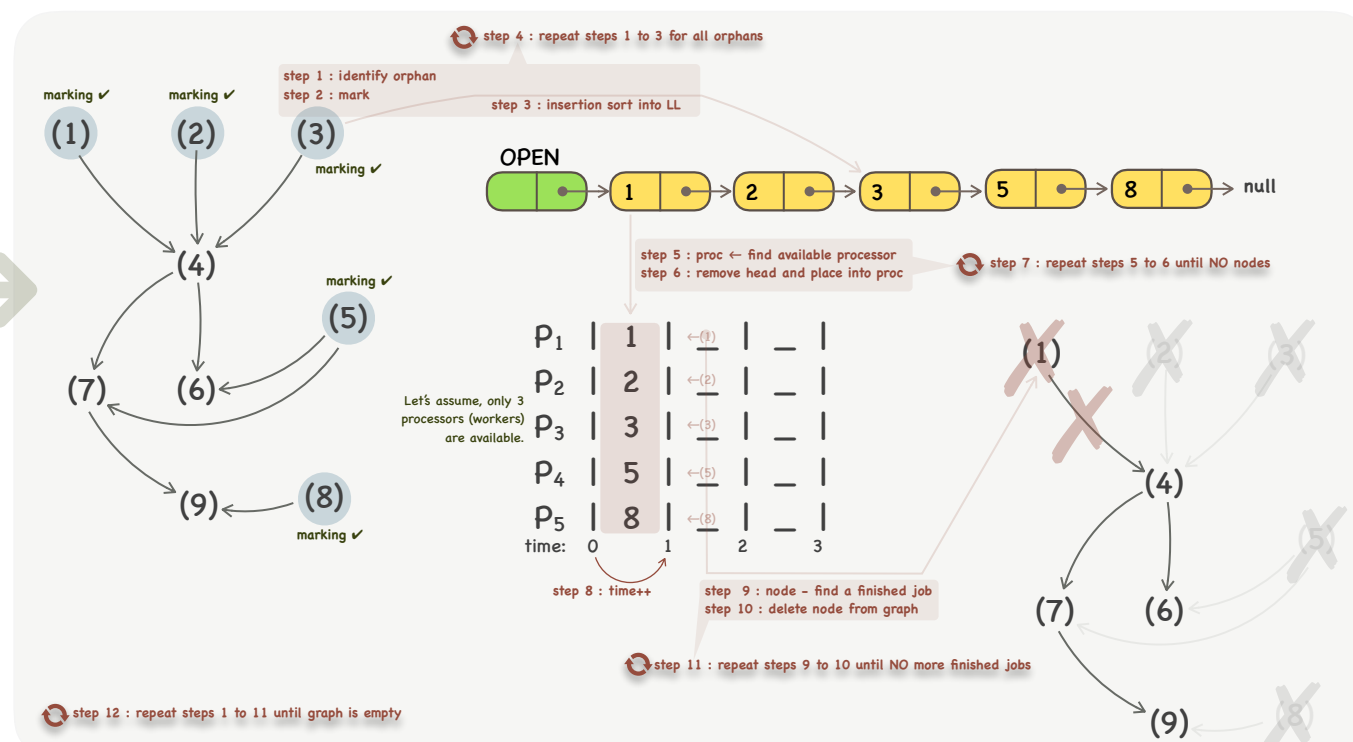 step 4 : repeat steps 1 to 3 for all orphans
step 1 : identify orphan
step 2 : mark
step 3 : insertion sort into LL
marking ✔
marking ✔
(1)
(2)
(3)
marking ✔
(4)
marking ✔
(5)
(7)
(6)
(9)
(8)
marking ✔
OPEN
1
2
3
5
8
null
step 5 : proc ← find available processor
step 6 : remove head and place into proc
step 7 : repeat steps 5 to 6 until NO nodes
Let's assume, only 3
processors (workers)
are available.
P1 | 1 | ←(1) _ | _ |
P2 | 2 | ←(2) _ | _ |
P3 | 3 | ←(3) _ | _ |
P4 | 5 | ←(5) _ | _ |
P5 | 8 | ←(8) _ | _ |
time: 0 1 2 3
step 8 : time++
step 9 : node - find a finished job
step 10 : delete node from graph
step 11 : repeat steps 9 to 10 until NO more finished jobs
(1)
(2)
(3)
(4)
(5)
(7)
(6)
(9)
(8)
step 12 : repeat steps 1 to 11 until graph is empty